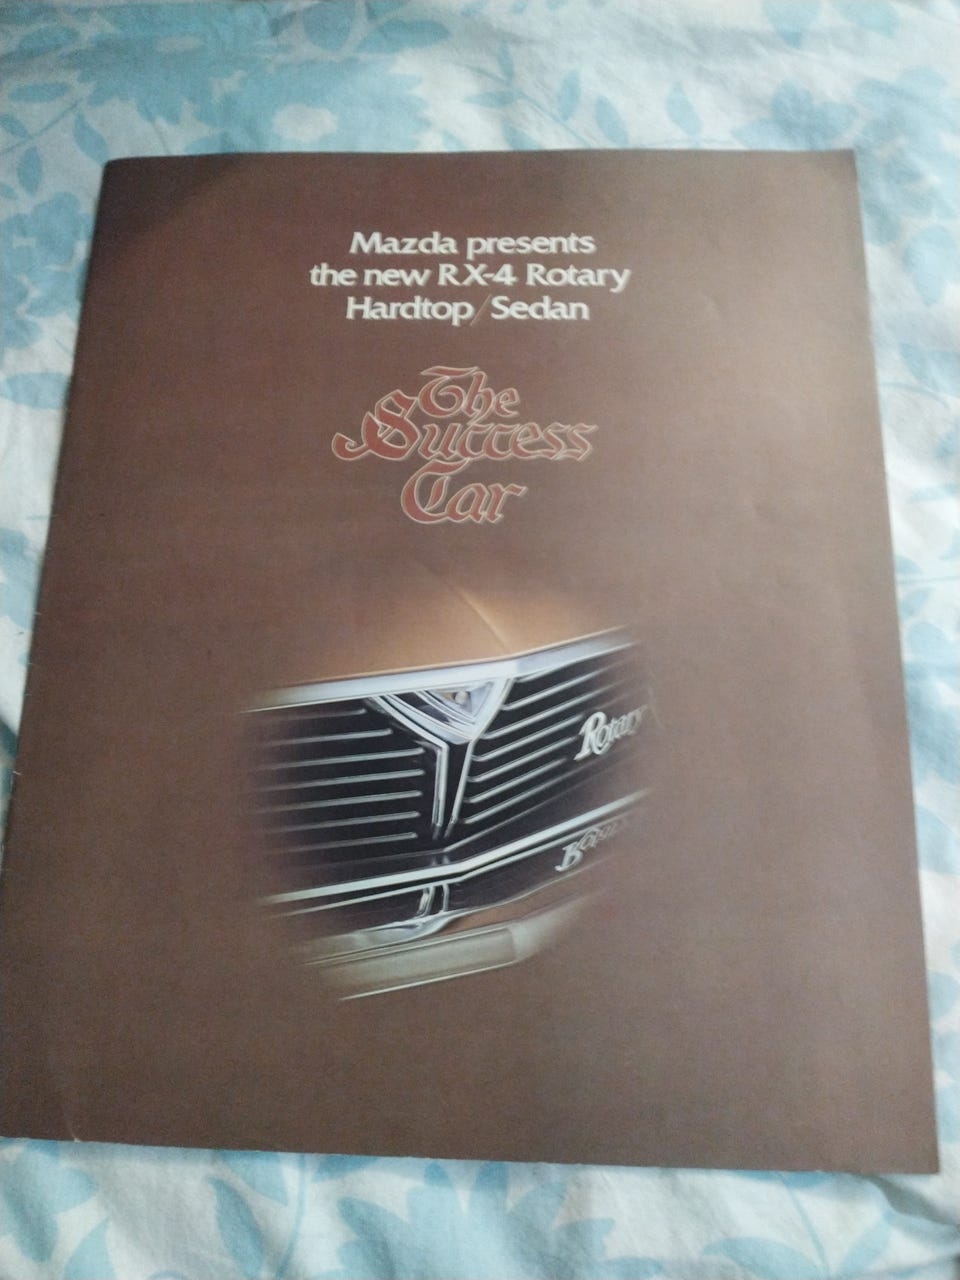 Mazda presents
the new RX-4 Rotary
Hardtop/Sedan
The
Success
Car
Rotary